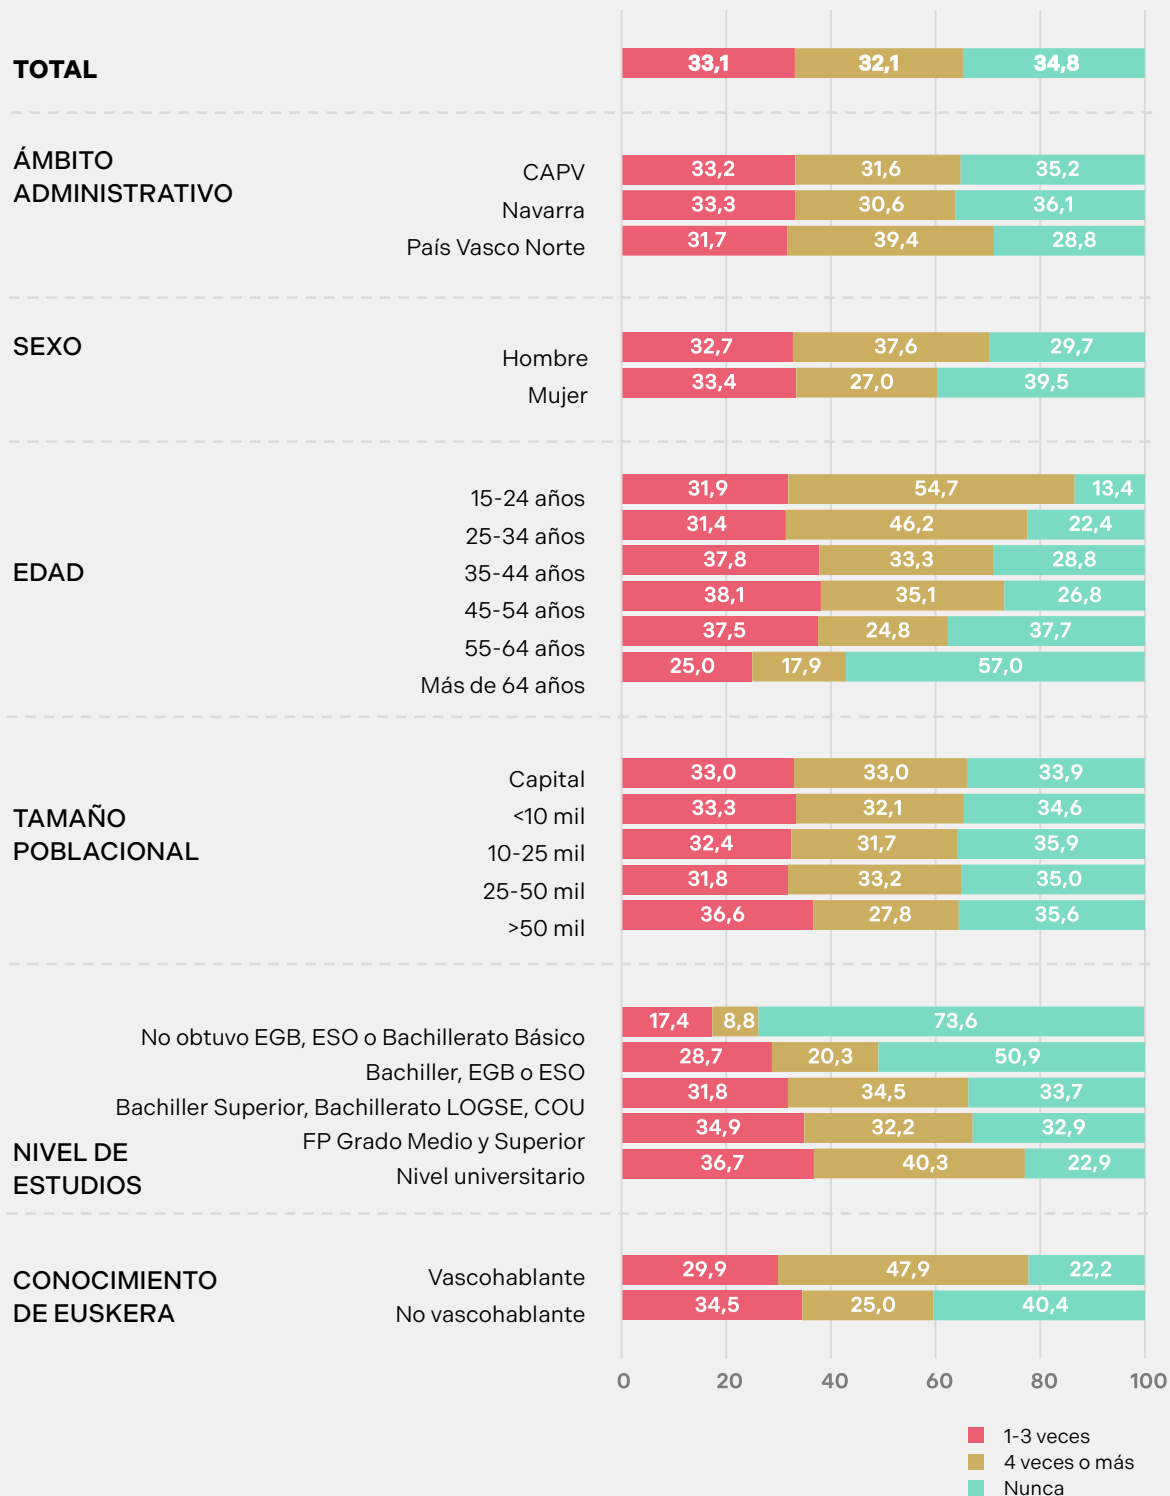 TOTAL
33,1 32,1 34,8
ÁMBITO
ADMINISTRATIVO
CAPV 33,2 31,6 35,2
Navarra 33,3 30,6 36,1
País Vasco Norte 31,7 39,4 28,8
SEXO
Hombre 32,7 37,6 29,7
Mujer 33,4 27,0 39,5
EDAD
15-24 años 31,9 54,7 13,4
25-34 años 31,4 46,2 22,4
35-44 años 37,8 33,3 28,8
45-54 años 38,1 35,1 26,8
55-64 años 37,5 24,8 37,7
Más de 64 años 25,0 17,9 57,0
TAMAÑO
POBLACIONAL
Capital 33,0 33,0 33,9
<10 mil 33,3 32,1 34,6
10-25 mil 32,4 31,7 35,9
25-50 mil 31,8 33,2 35,0
>50 mil 36,6 27,8 35,6
NIVEL DE
ESTUDIOS
No obtuvo EGB, ESO o Bachillerato Básico 17,4 8,8 73,6
Bachiller, EGB o ESO 28,7 20,3 50,9
Bachiller Superior, Bachillerato LOGSE, COU 31,8 34,5 33,7
FP Grado Medio y Superior 34,9 32,2 32,9
Nivel universitario 36,7 40,3 22,9
CONOCIMIENTO
DE EUSKERA
Vascohablante 29,9 47,9 22,2
No vascohablante 34,5 25,0 40,4
0 20 40 60 80 100
1-3 veces
4 veces o más
Nunca